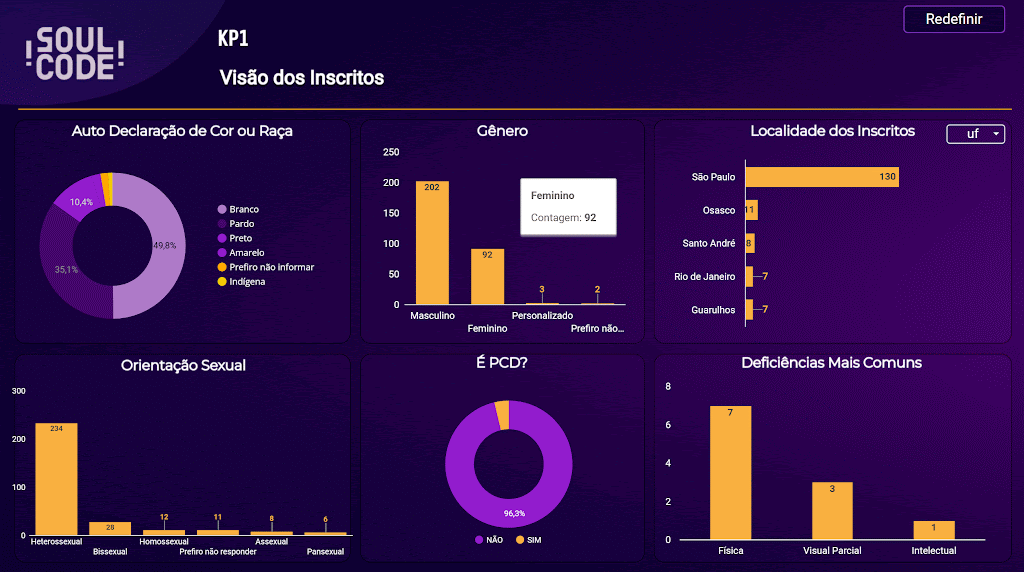 !SOUL
CODE!
KP1
Visão dos Inscritos
Redefinir
Auto Declaração de Cor ou Raça
10,4%
49,8%
35,1%
Branco
Pardo
Preto
Amarelo
Prefiro não informar
Indígena
Gênero
250
200
150
100
50
0
202
92
3
2
Masculino
Feminino
Personalizado
Prefiro não...
Feminino
Contagem: 92
Localidade dos Inscritos
uf
São Paulo 130
Osasco 11
Santo André 8
Rio de Janeiro 7
Guarulhos 7
Orientação Sexual
300
200
100
0
234
28
12
11
8
6
Heterossexual
Bissexual
Homossexual
Prefiro não responder
Assexual
Pansexual
É PCD?
96,3%
NÃO SIM
Deficiências Mais Comuns
8
6
4
2
0
7
3
1
Física Visual Parcial Intelectual